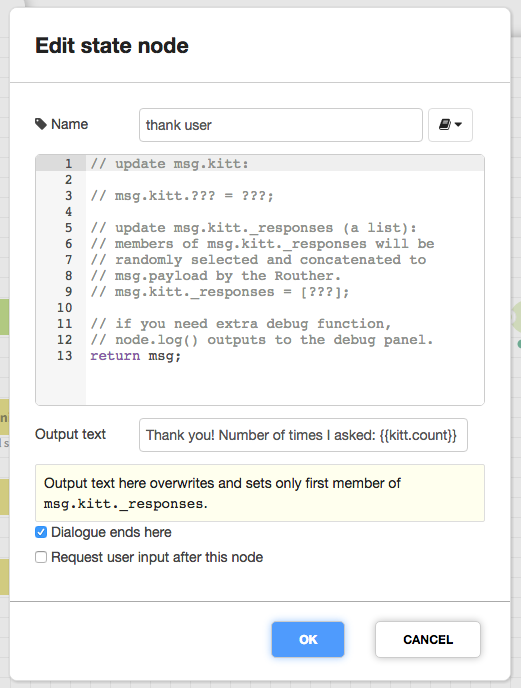 Edit state node
Name
thank user
1 // update msg.kitt:
2
3 // msg.kitt.??? = ???;
4
5 // update msg.kitt._responses (a list):
6 // members of msg.kitt._responses will be
7 // randomly selected and concatenated to
8 // msg.payload by the Routher.
9 // msg.kitt._responses = [???];
10
11 // if you need extra debug function,
12 // node.log() outputs to the debug panel.
13 return msg;
Output text
Thank you! Number of times I asked: {{kitt.count}}
Output text here overwrites and sets only first member of
msg.kitt._responses.
Dialogue ends here
Request user input after this node
OK
CANCEL